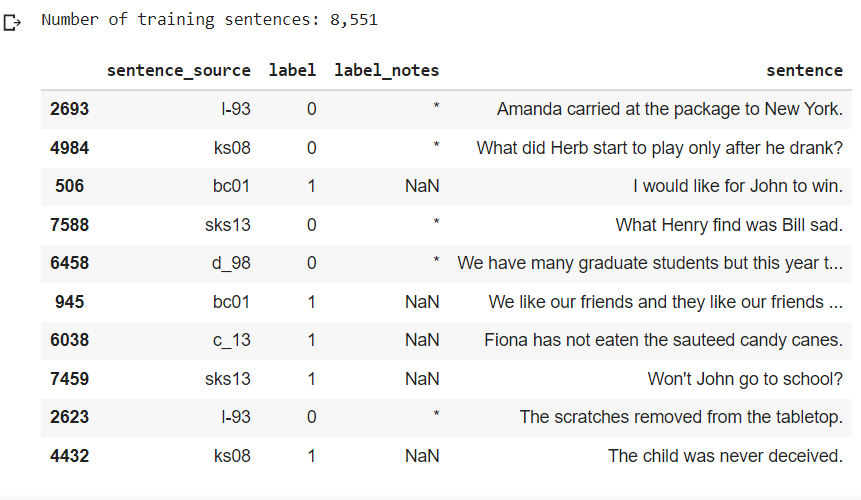 Number of training sentences: 8,551
sentence_source label label_notes sentence
2693 l-93 0 * Amanda carried at the package to New York.
4984 ks08 0 * What did Herb start to play only after he drank?
506 bc01 1 NaN I would like for John to win.
7588 sks13 0 * What Henry find was Bill sad.
6458 d_98 0 * We have many graduate students but this year t...
945 bc01 1 NaN We like our friends and they like our friends ...
6038 c_13 1 NaN Fiona has not eaten the sauteed candy canes.
7459 sks13 1 NaN Won't John go to school?
2623 l-93 0 * The scratches removed from the tabletop.
4432 ks08 1 NaN The child was never deceived.